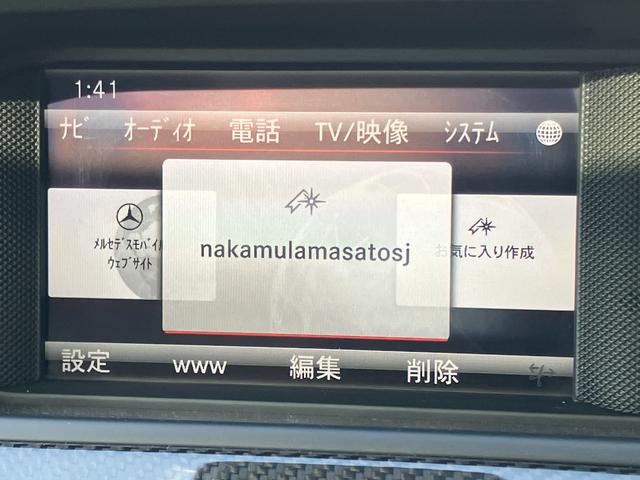 1:41
ナビ オーディオ 電話 TV/映像 システム
メルセデスモバイル
ウェブサイト
nakamulamasatosj
お気に入り作成
設定 www 編集 削除